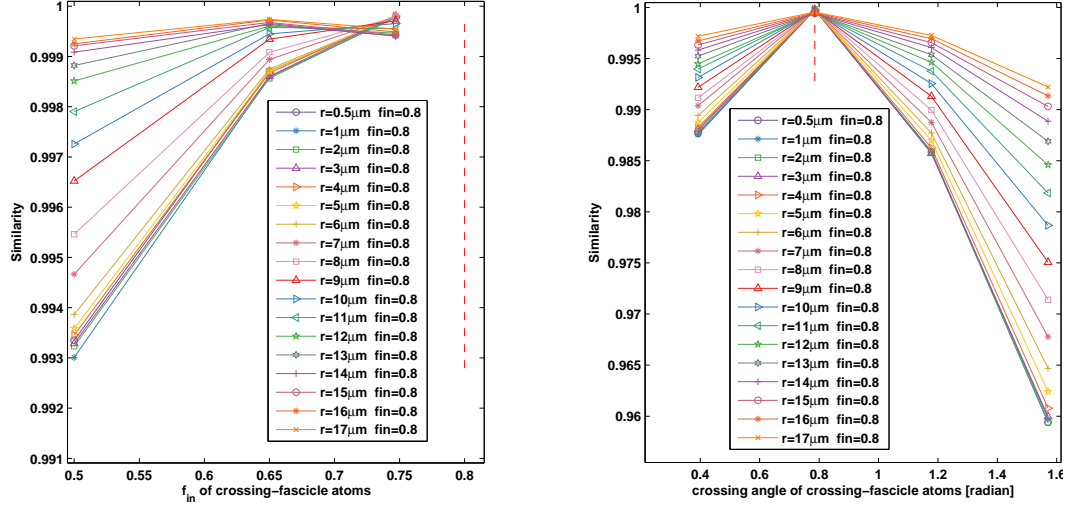 1
0.999
0.998
0.997
0.996
0.995
0.994
0.993
0.992
0.991
Similarity
r=0.5μm fin=0.8
r=1μm fin=0.8
r=2μm fin=0.8
r=3μm fin=0.8
r=4μm fin=0.8
r=5μm fin=0.8
r=6μm fin=0.8
r=7μm fin=0.8
r=8μm fin=0.8
r=9μm fin=0.8
r=10μm fin=0.8
r=11μm fin=0.8
r=12μm fin=0.8
r=13μm fin=0.8
r=14μm fin=0.8
r=15μm fin=0.8
r=16μm fin=0.8
r=17μm fin=0.8
0.5 0.55 0.6 0.65 0.7 0.75 0.8
f_in of crossing−fascicle atoms
1
0.995
0.99
0.985
0.98
0.975
0.97
0.965
0.96
Similarity
r=0.5μm fin=0.8
r=1μm fin=0.8
r=2μm fin=0.8
r=3μm fin=0.8
r=4μm fin=0.8
r=5μm fin=0.8
r=6μm fin=0.8
r=7μm fin=0.8
r=8μm fin=0.8
r=9μm fin=0.8
r=10μm fin=0.8
r=11μm fin=0.8
r=12μm fin=0.8
r=13μm fin=0.8
r=14μm fin=0.8
r=15μm fin=0.8
r=16μm fin=0.8
r=17μm fin=0.8
0.4 0.6 0.8 1 1.2 1.4 1.6
crossing angle of crossing−fascicle atoms [radian]